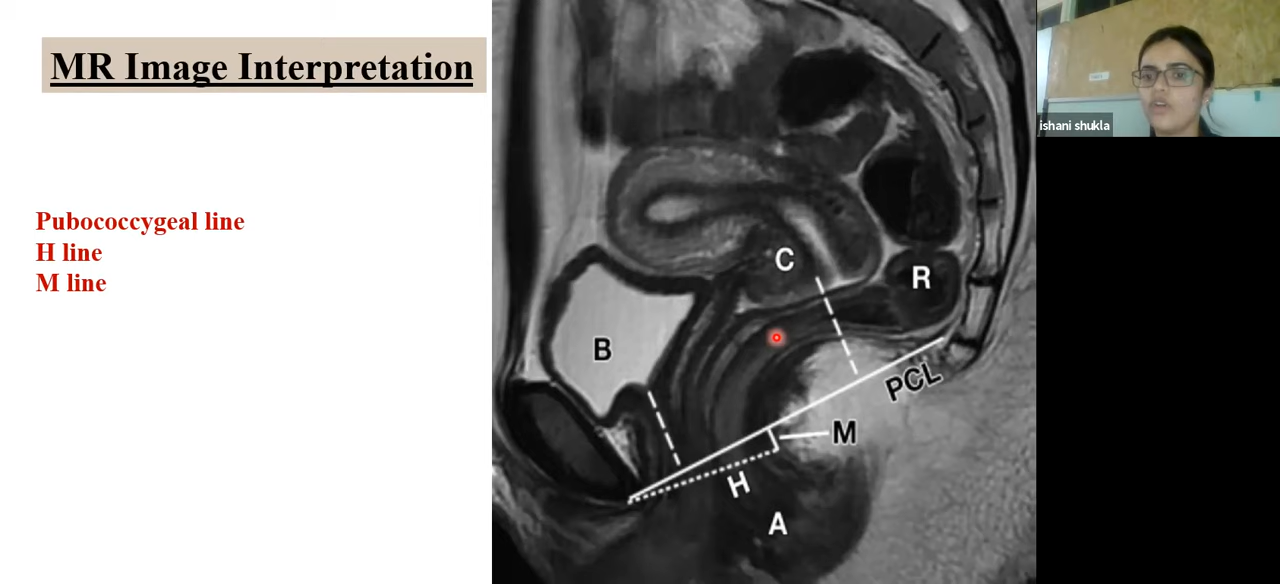 MR Image Interpretation
Pubococcygeal line
H line
M line
C
R
B
PCL
M
H
A
ishani shukla